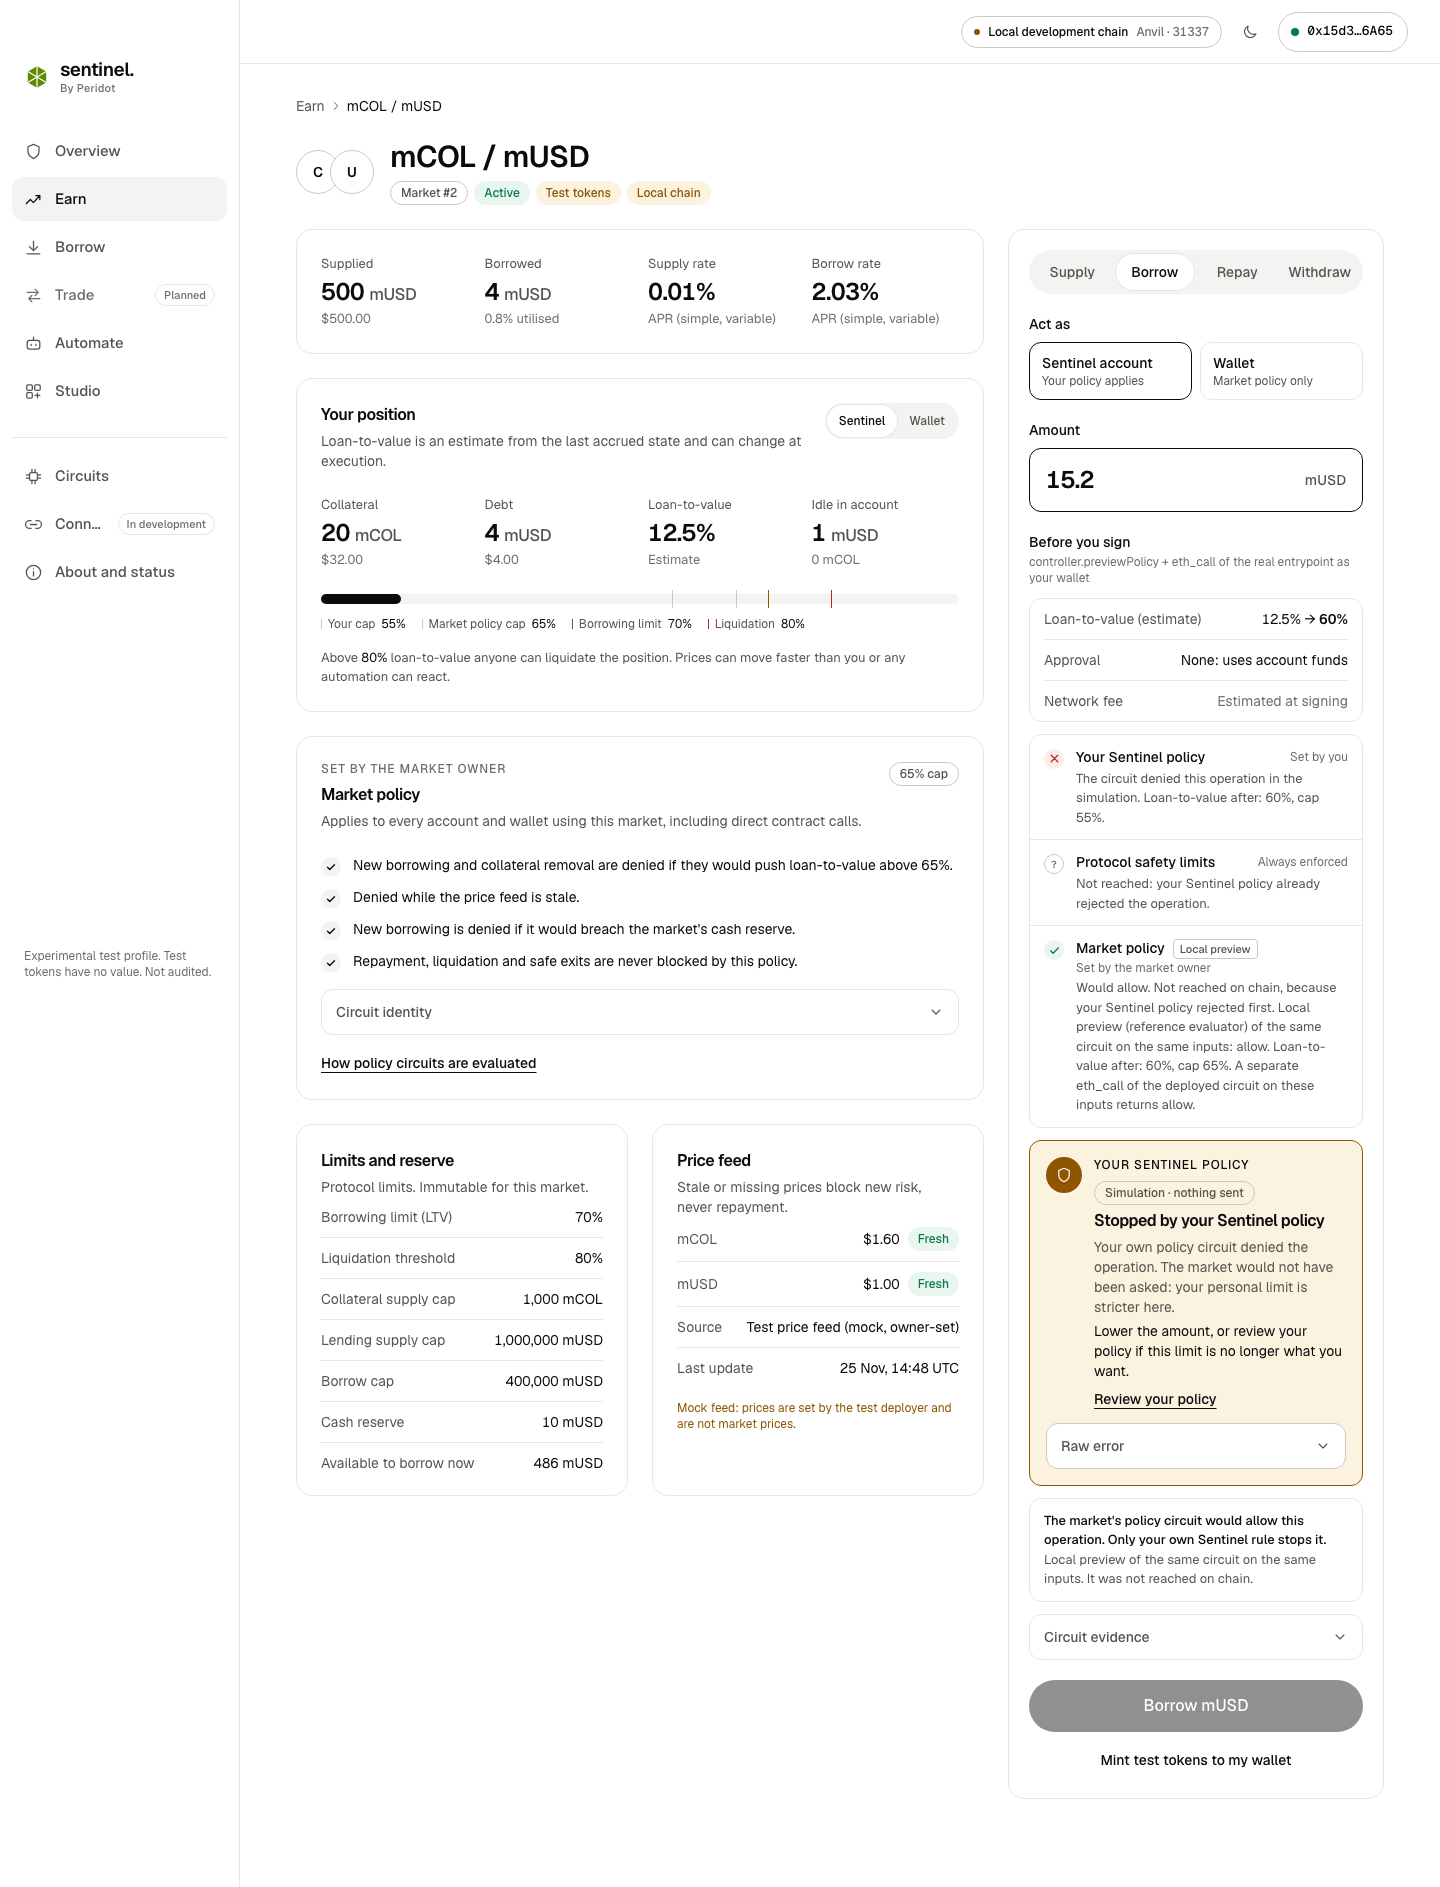 sentinel.
By Peridot
Overview
Earn
Borrow
Trade Planned
Automate
Studio
Circuits
Conn... In development
About and status
Experimental test profile. Test
tokens have no value. Not audited.
Local development chain Anvil · 31337
0x15d3…6A65
Earn > mCOL / mUSD
C U
mCOL / mUSD
Market #2 Active Test tokens Local chain
Supplied Borrowed Supply rate Borrow rate
500 mUSD 4 mUSD 0.01% 2.03%
$500.00 0.8% utilised APR (simple, variable) APR (simple, variable)
Your position
Sentinel Wallet
Loan-to-value is an estimate from the last accrued state and can change at
execution.
Collateral Debt Loan-to-value Idle in account
20 mCOL 4 mUSD 12.5% 1 mUSD
$32.00 $4.00 Estimate 0 mCOL
Your cap 55% Market policy cap 65% Borrowing limit 70% Liquidation 80%
Above 80% loan-to-value anyone can liquidate the position. Prices can move faster than you or any
automation can react.
SET BY THE MARKET OWNER
65% cap
Market policy
Applies to every account and wallet using this market, including direct contract calls.
New borrowing and collateral removal are denied if they would push loan-to-value above 65%.
Denied while the price feed is stale.
New borrowing is denied if it would breach the market's cash reserve.
Repayment, liquidation and safe exits are never blocked by this policy.
Circuit identity
How policy circuits are evaluated
Limits and reserve
Protocol limits. Immutable for this market.
Borrowing limit (LTV) 70%
Liquidation threshold 80%
Collateral supply cap 1,000 mCOL
Lending supply cap 1,000,000 mUSD
Borrow cap 400,000 mUSD
Cash reserve 10 mUSD
Available to borrow now 486 mUSD
Price feed
Stale or missing prices block new risk,
never repayment.
mCOL $1.60 Fresh
mUSD $1.00 Fresh
Source Test price feed (mock, owner-set)
Last update 25 Nov, 14:48 UTC
Mock feed: prices are set by the test deployer and
are not market prices.
Supply Borrow Repay Withdraw
Act as
Sentinel account Wallet
Your policy applies Market policy only
Amount
15.2 mUSD
Before you sign
controller.previewPolicy + eth_call of the real entrypoint as
your wallet
Loan-to-value (estimate) 12.5% → 60%
Approval None: uses account funds
Network fee Estimated at signing
Your Sentinel policy Set by you
The circuit denied this operation in the
simulation. Loan-to-value after: 60%, cap
55%.
? Protocol safety limits Always enforced
Not reached: your Sentinel policy already
rejected the operation.
Market policy Local preview
Set by the market owner
Would allow. Not reached on chain, because
your Sentinel policy rejected first. Local
preview (reference evaluator) of the same
circuit on the same inputs: allow. Loan-to-
value after: 60%, cap 65%. A separate
eth_call of the deployed circuit on these
inputs returns allow.
YOUR SENTINEL POLICY
Simulation · nothing sent
Stopped by your Sentinel policy
Your own policy circuit denied the
operation. The market would not have
been asked: your personal limit is
stricter here.
Lower the amount, or review your
policy if this limit is no longer what you
want.
Review your policy
Raw error
The market's policy circuit would allow this
operation. Only your own Sentinel rule stops it.
Local preview of the same circuit on the same
inputs. It was not reached on chain.
Circuit evidence
Borrow mUSD
Mint test tokens to my wallet